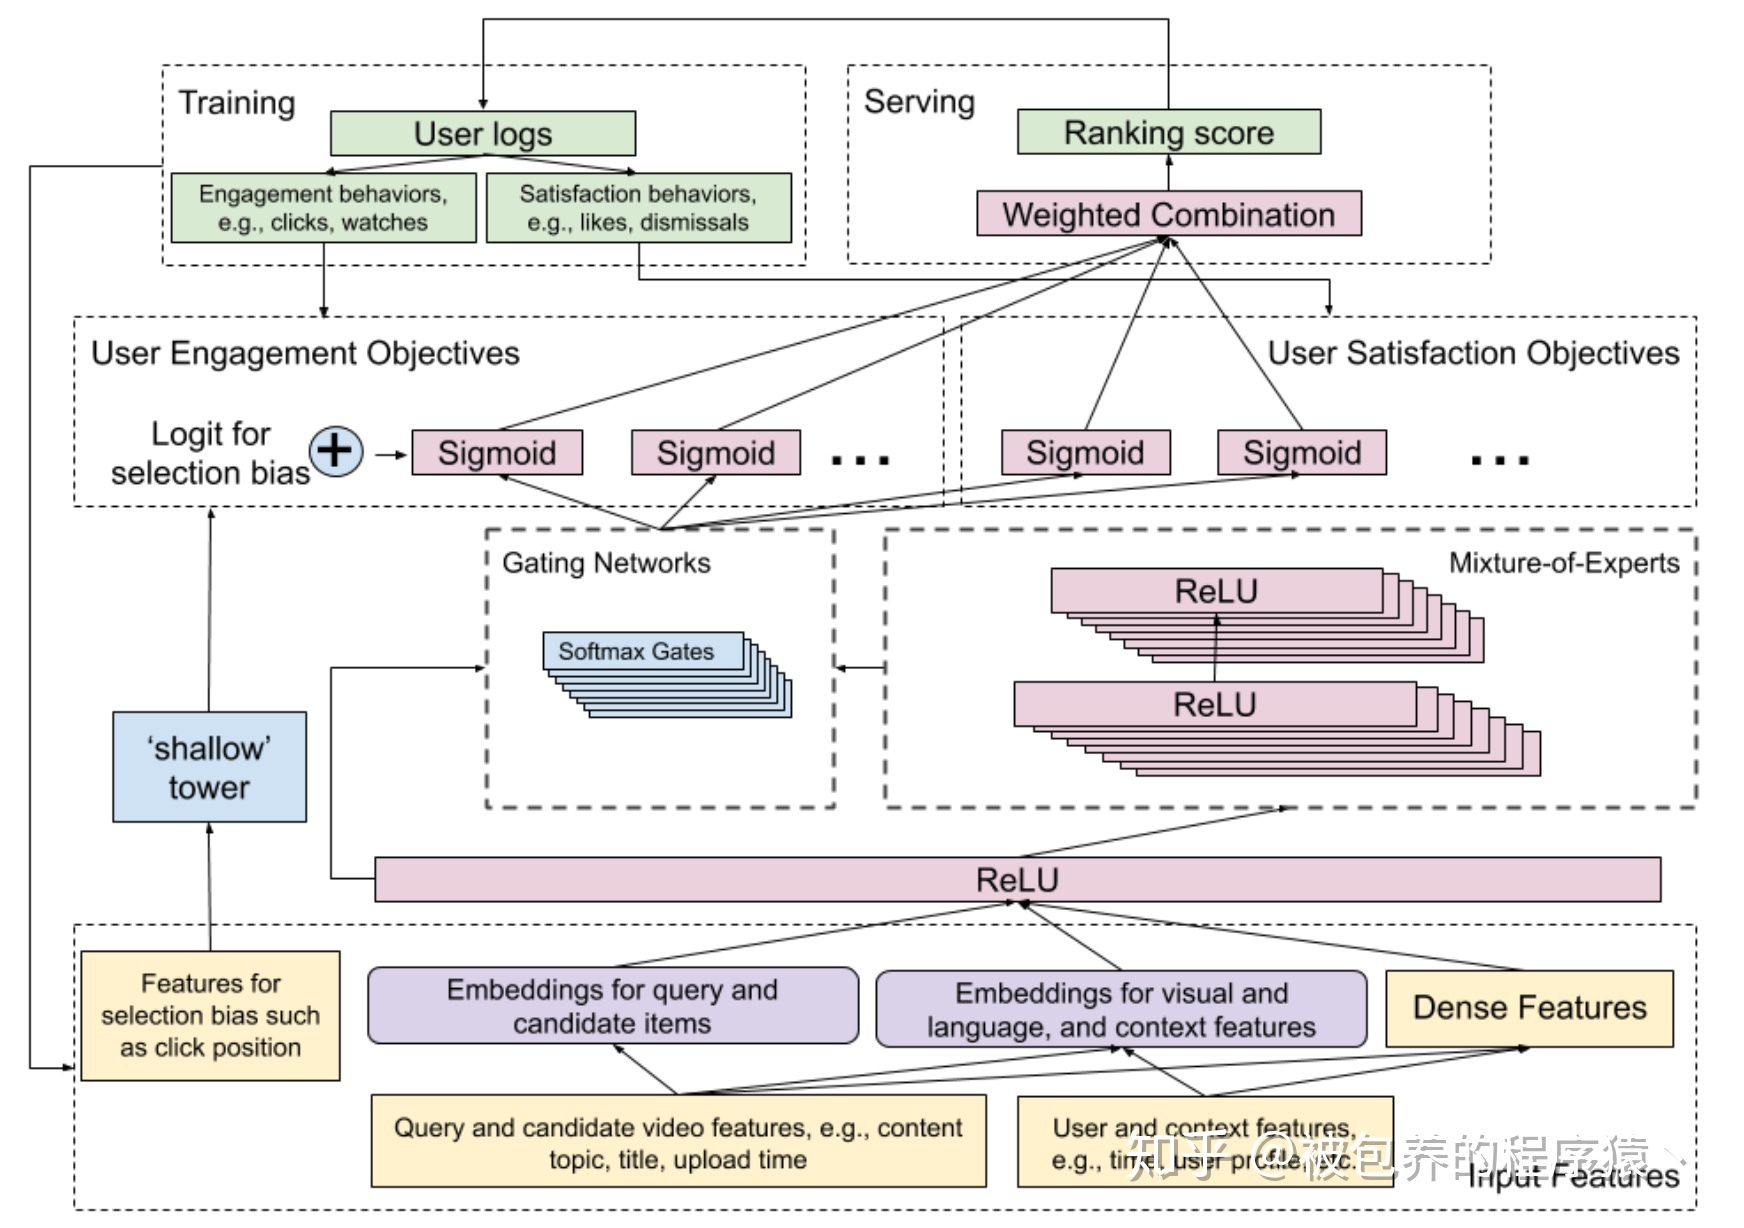 Training
User logs
Engagement behaviors,
e.g., clicks, watches
Satisfaction behaviors,
e.g., likes, dismissals
Serving
Ranking score
Weighted Combination
User Engagement Objectives
Logit for
selection bias
+
Sigmoid
Sigmoid
...
User Satisfaction Objectives
Sigmoid
Sigmoid
...
Gating Networks
Softmax Gates
Mixture-of-Experts
ReLU
ReLU
‘shallow’
tower
ReLU
Features for
selection bias such
as click position
Embeddings for query and
candidate items
Embeddings for visual and
language, and context features
Dense Features
Query and candidate video features, e.g., content
topic, title, upload time
User and context features,
e.g., time, user profile, etc.
Input Features
知乎 @被包养的程序猿丶